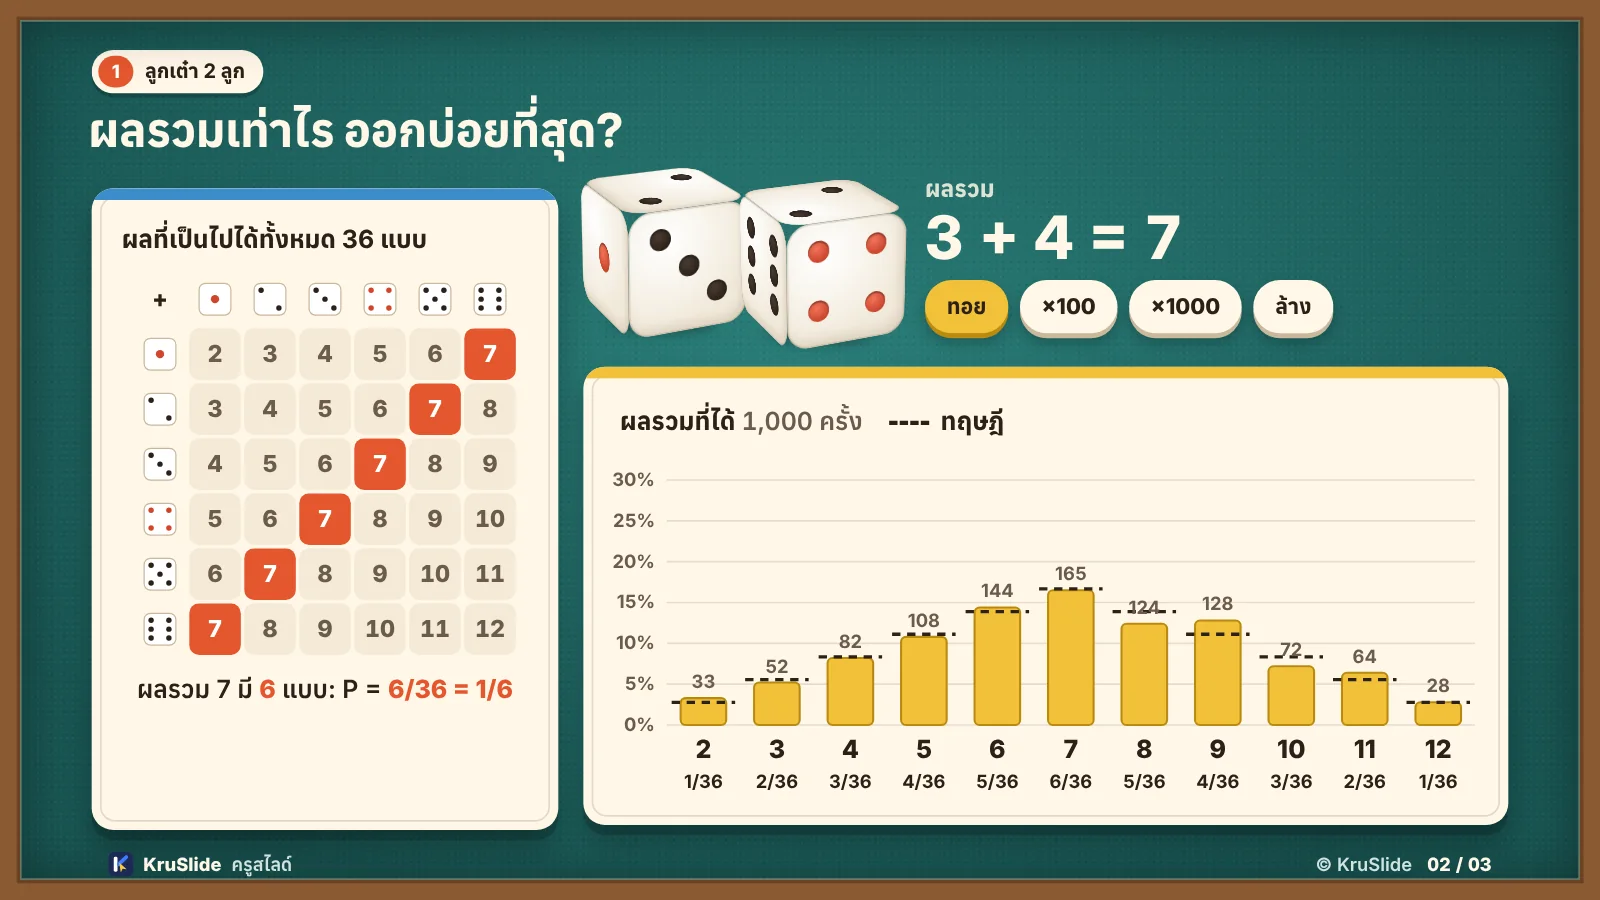 1 ลูกเต๋า 2 ลูก
ผลรวมเท่าไร ออกบ่อยที่สุด?
ผลที่เป็นไปได้ทั้งหมด 36 แบบ
+
2 3 4 5 6 7
3 4 5 6 7 8
4 5 6 7 8 9
5 6 7 8 9 10
6 7 8 9 10 11
7 8 9 10 11 12
ผลรวม 7 มี 6 แบบ: P = 6/36 = 1/6
ผลรวม
3 + 4 = 7
ทอย ×100 ×1000 ล้าง
ผลรวมที่ได้ 1,000 ครั้ง ---- ทฤษฎี
30%
25%
20%
15%
10%
5%
0%
33 52 82 108 144 165 124 128 72 64 28
2 3 4 5 6 7 8 9 10 11 12
1/36 2/36 3/36 4/36 5/36 6/36 5/36 4/36 3/36 2/36 1/36
KruSlide ครูสไลด์
© KruSlide 02 / 03